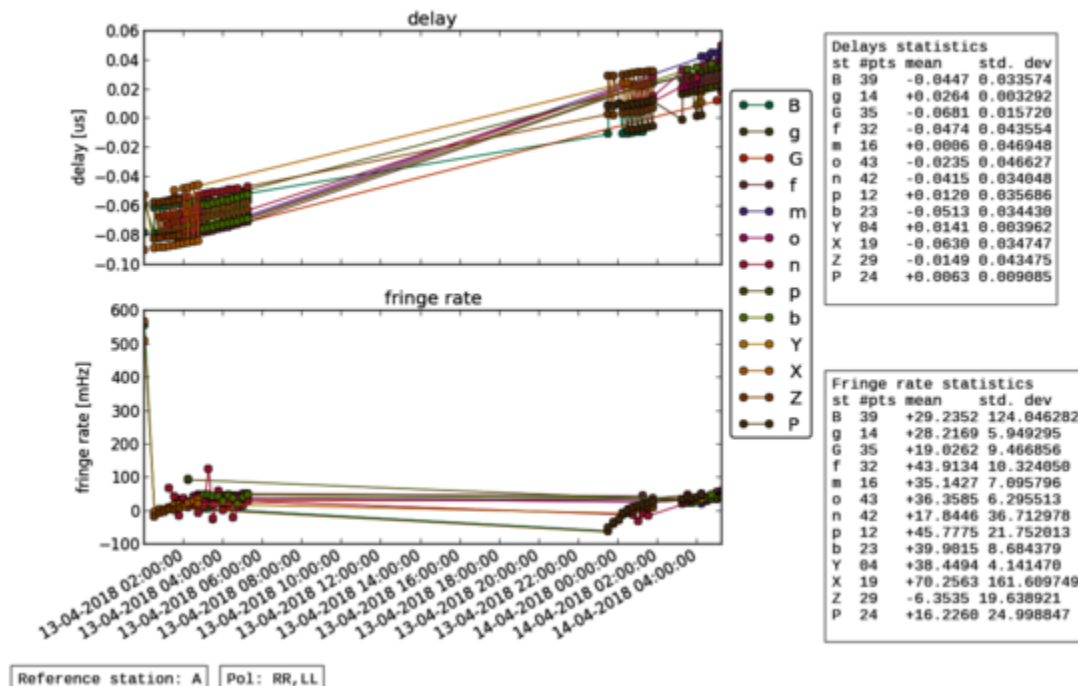 delay
0.06
0.04
0.02
0.00
−0.02
−0.04
−0.06
−0.08
−0.10
delay [us]
fringe rate
600
500
400
300
200
100
0
−100
fringe rate [mHz]
13-04-2018 02:00:00
13-04-2018 04:00:00
13-04-2018 06:00:00
13-04-2018 08:00:00
13-04-2018 10:00:00
13-04-2018 12:00:00
13-04-2018 14:00:00
13-04-2018 16:00:00
13-04-2018 18:00:00
13-04-2018 20:00:00
13-04-2018 22:00:00
14-04-2018 00:00:00
14-04-2018 02:00:00
14-04-2018 04:00:00
B
g
G
f
m
o
n
p
b
Y
X
Z
P
Delays statistics
st #pts mean std. dev
B 39 -0.0447 0.033574
g 14 +0.0264 0.003292
G 35 -0.0681 0.015720
f 32 -0.0474 0.043554
m 16 +0.0006 0.046948
o 43 -0.0235 0.046627
n 42 -0.0415 0.034048
p 12 +0.0120 0.035686
b 23 -0.0513 0.034430
Y 04 +0.0141 0.003962
X 19 -0.0630 0.034747
Z 29 -0.0149 0.043475
P 24 +0.0063 0.009085
Fringe rate statistics
st #pts mean std. dev
B 39 +29.2352 124.046282
g 14 +28.2169 5.949295
G 35 +19.0262 9.466856
f 32 +43.9134 10.324050
m 16 +35.1427 7.095796
o 43 +36.3585 6.295513
n 42 +17.8446 36.712978
p 12 +45.7775 21.752013
b 23 +39.9015 8.684379
Y 04 +38.4494 4.141470
X 19 +70.2563 161.609749
Z 29 -6.3535 19.638921
P 24 +16.2260 24.998847
Reference station: A
Pol: RR,LL